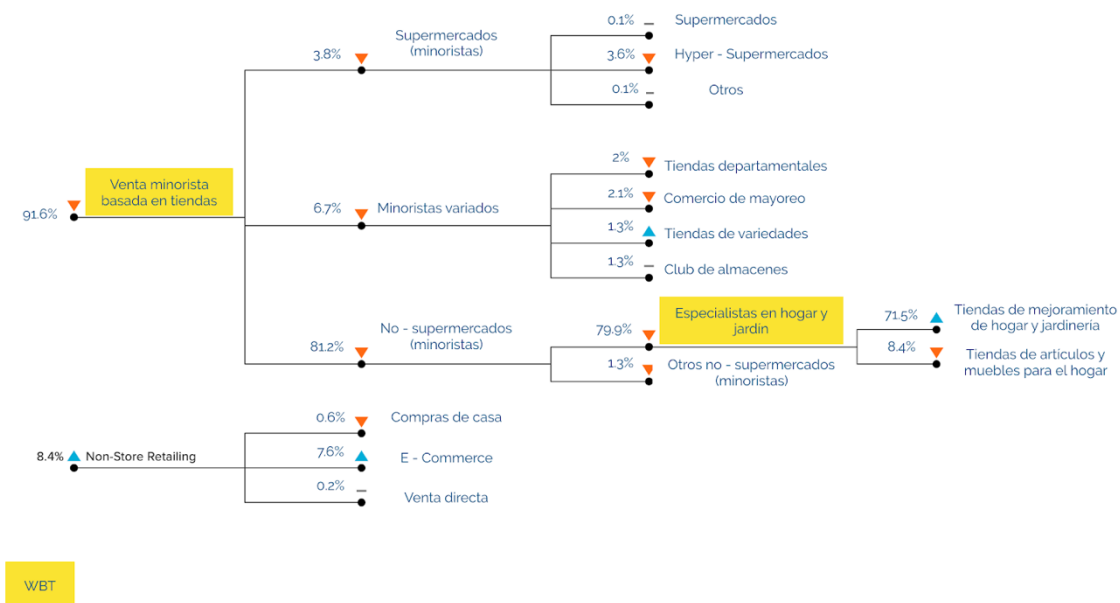 0.1%
Supermercados
Supermercados
(minoristas)
3.8%
3.6%
Hyper - Supermercados
0.1%
Otros
2%
Tiendas departamentales
Venta minorista
basada en tiendas
91.6%
6.7%
Minoristas variados
2.1%
Comercio de mayoreo
1.3%
Tiendas de variedades
1.3%
Club de almacenes
No - supermercados
(minoristas)
81.2%
79.9%
Especialistas en hogar y
jardín
71.5%
Tiendas de mejoramiento
de hogar y jardinería
8.4%
Tiendas de artículos y
muebles para el hogar
1.3%
Otros no - supermercados
(minoristas)
0.6%
Compras de casa
8.4%
Non-Store Retailing
7.6%
E - Commerce
0.2%
Venta directa
WBT